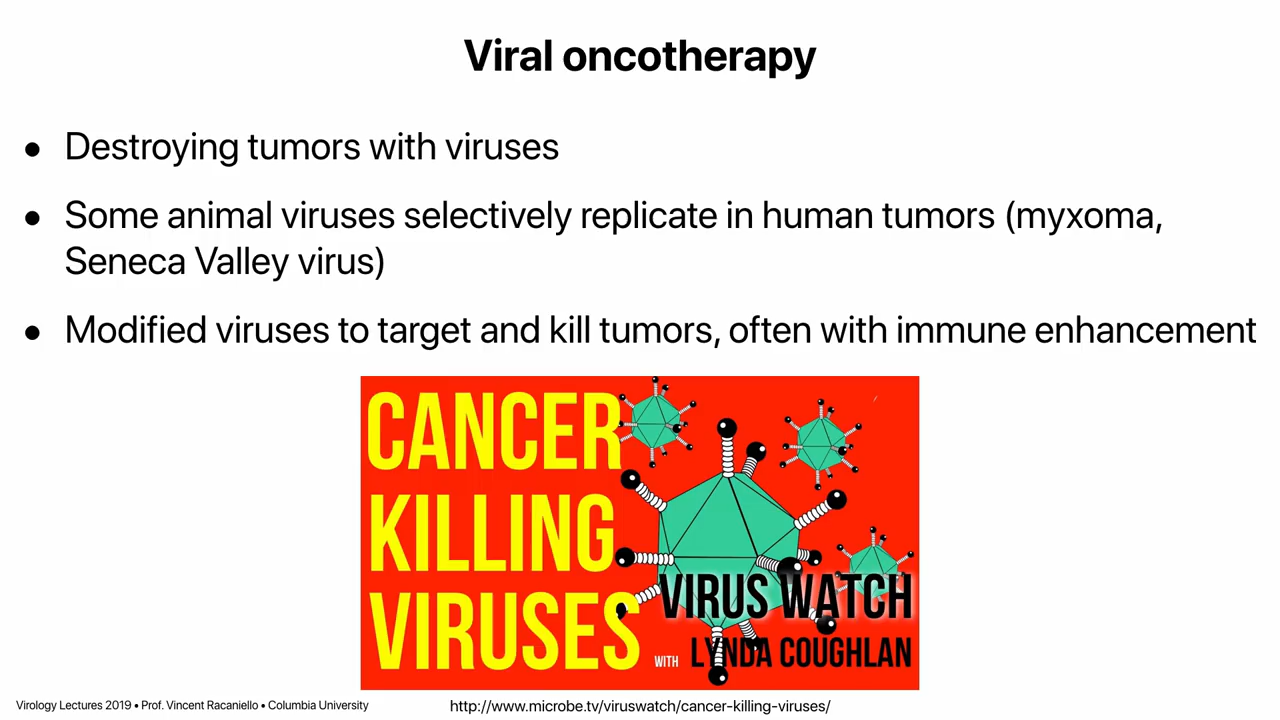 Viral oncotherapy
• Destroying tumors with viruses
• Some animal viruses selectively replicate in human tumors (myxoma,
Seneca Valley virus)
• Modified viruses to target and kill tumors, often with immune enhancement
CANCER
KILLING
VIRUSES
VIRUS WATCH
WITH LYNDA COUGHLAN
Virology Lectures 2019 • Prof. Vincent Racaniello • Columbia University
http://www.microbe.tv/viruswatch/cancer-killing-viruses/